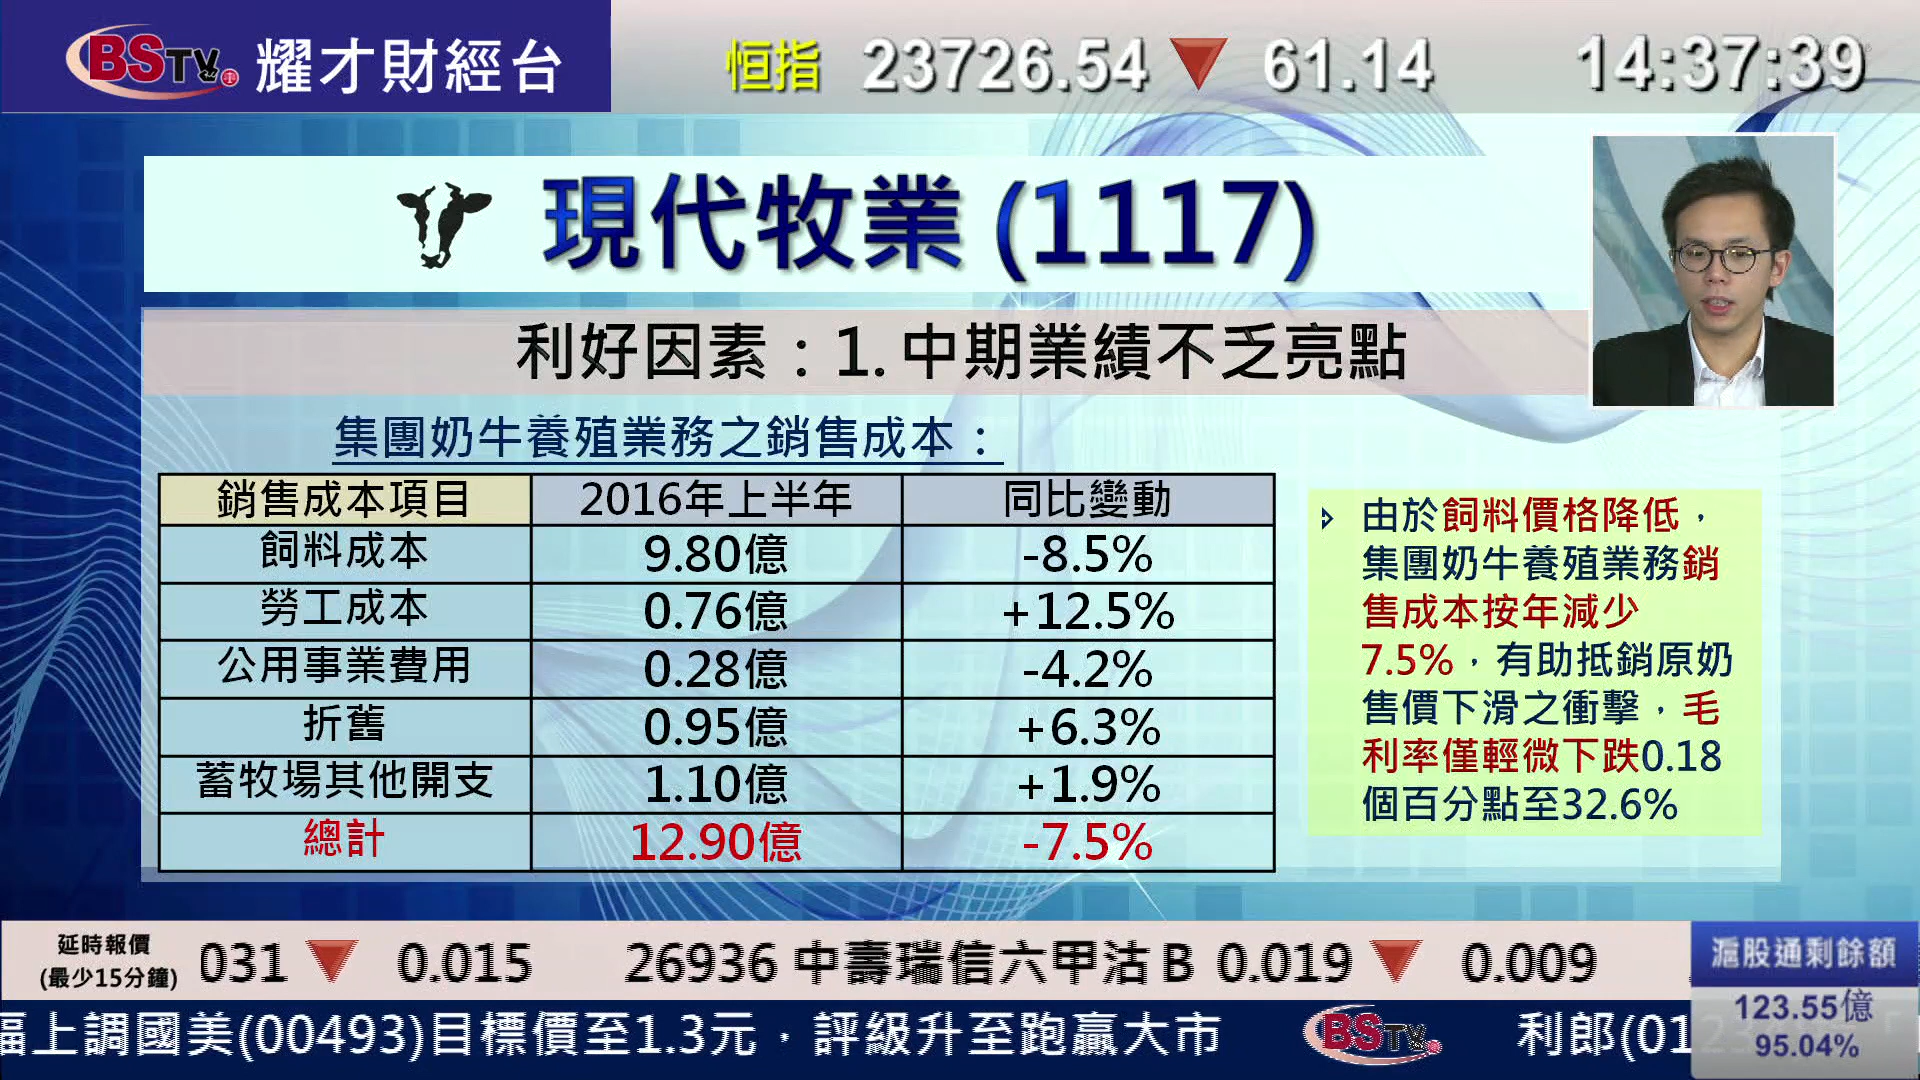 BSTV 耀才財經台
恒指 23726.54 ▼ 61.14 14:37:39
現代牧業 (1117)
利好因素：1. 中期業績不乏亮點
集團奶牛養殖業務之銷售成本：
銷售成本項目 2016年上半年 同比變動
飼料成本 9.80億 -8.5%
勞工成本 0.76億 +12.5%
公用事業費用 0.28億 -4.2%
折舊 0.95億 +6.3%
蓄牧場其他開支 1.10億 +1.9%
總計 12.90億 -7.5%
由於飼料價格降低，
集團奶牛養殖業務銷
售成本按年減少
7.5%，有助抵銷原奶
售價下滑之衝擊，毛
利率僅輕微下跌0.18
個百分點至32.6%
延時報價
(最少15分鐘)
031 ▼ 0.015 26936 中壽瑞信六甲沽B 0.019 ▼ 0.009
滬股通剩餘額
123.55億
95.04%
上調國美(00493)目標價至1.3元，評級升至跑贏大市 BSTV 利郎(01